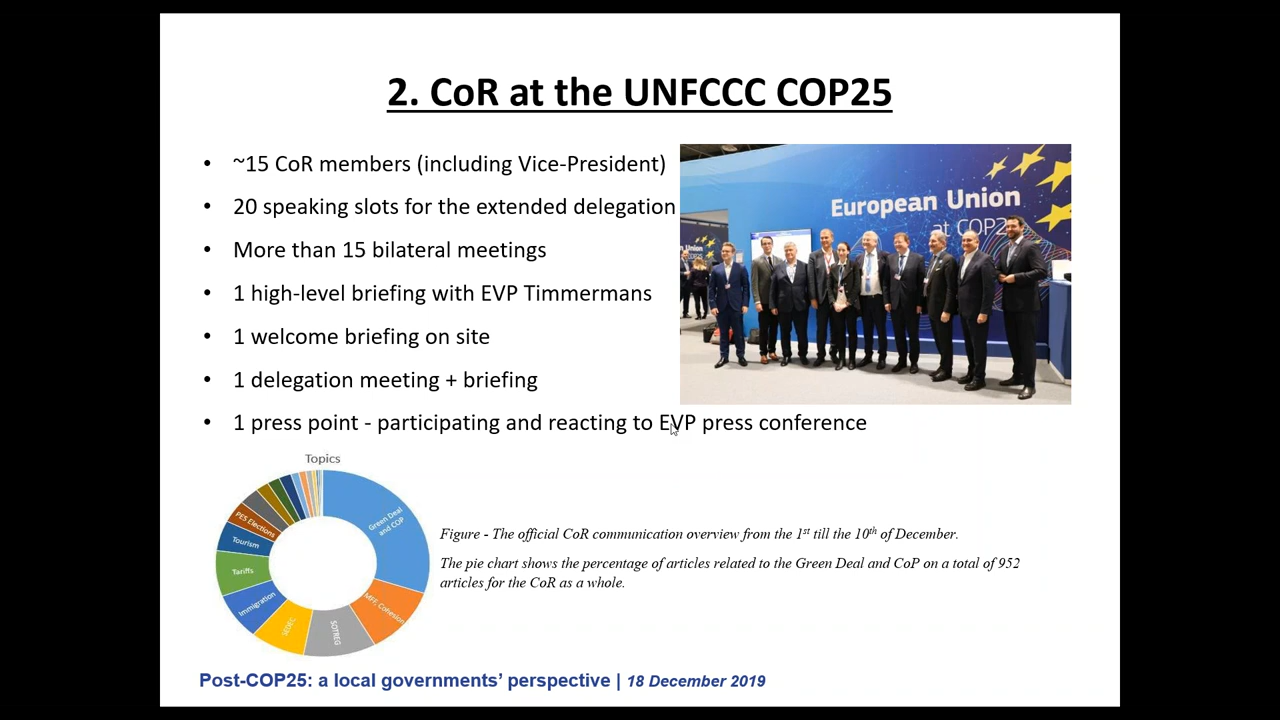 2. CoR at the UNFCCC COP25
• ~15 CoR members (including Vice-President)
• 20 speaking slots for the extended delegation
• More than 15 bilateral meetings
• 1 high-level briefing with EVP Timmermans
• 1 welcome briefing on site
• 1 delegation meeting + briefing
• 1 press point - participating and reacting to EVP press conference
European Union
at COP2
Union
Topics
Green Deal
and COP
MFF, Cohesion
SOTREG
SEDEC
Immigration
Tariffs
Tourism
PES Elections
Figure - The official CoR communication overview from the 1st till the 10th of December.
The pie chart shows the percentage of articles related to the Green Deal and CoP on a total of 952
articles for the CoR as a whole.
Post-COP25: a local governments’ perspective | 18 December 2019